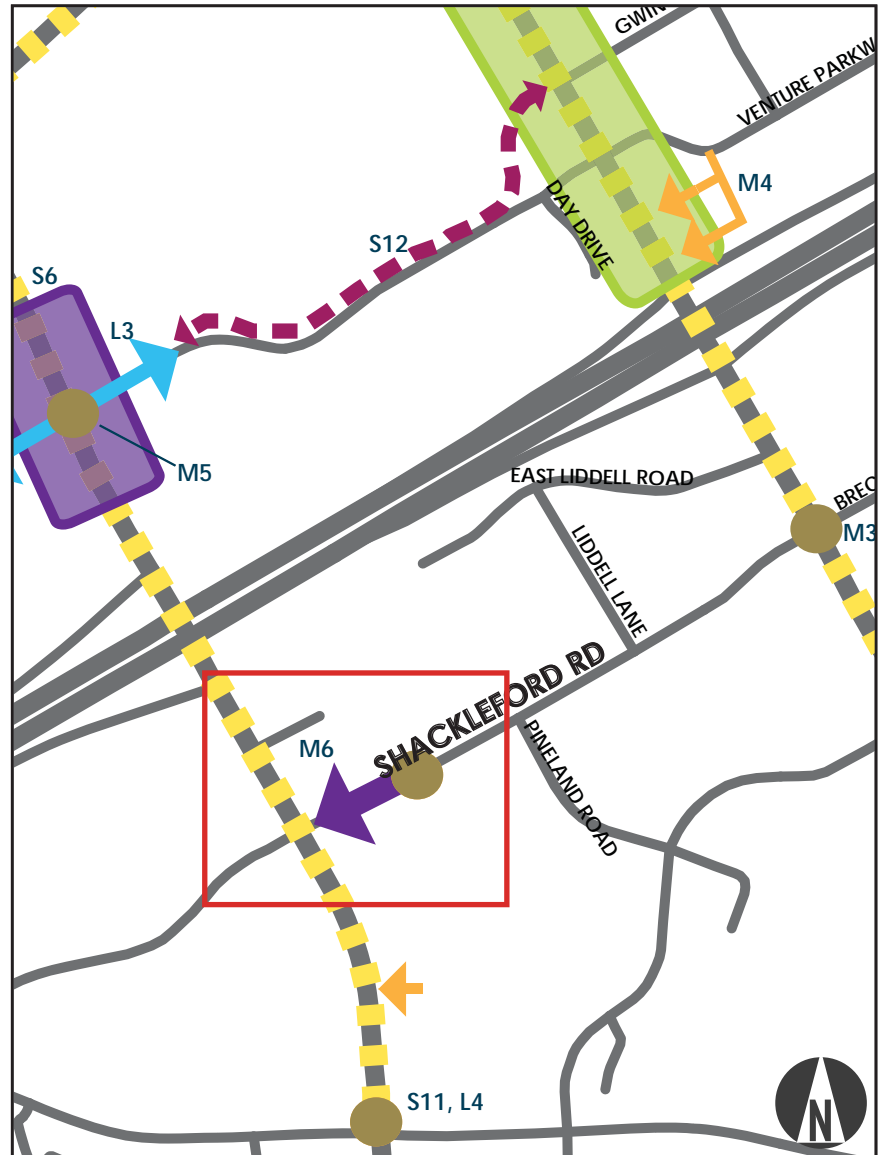 GWIN
VENTURE PARKW
M4
DAY DRIVE
S12
S6
L3
M5
EAST LIDDELL ROAD
BREC
M3
LIDDELL LANE
SHACKLEFORD RD
M6
PINELAND ROAD
S11, L4
N